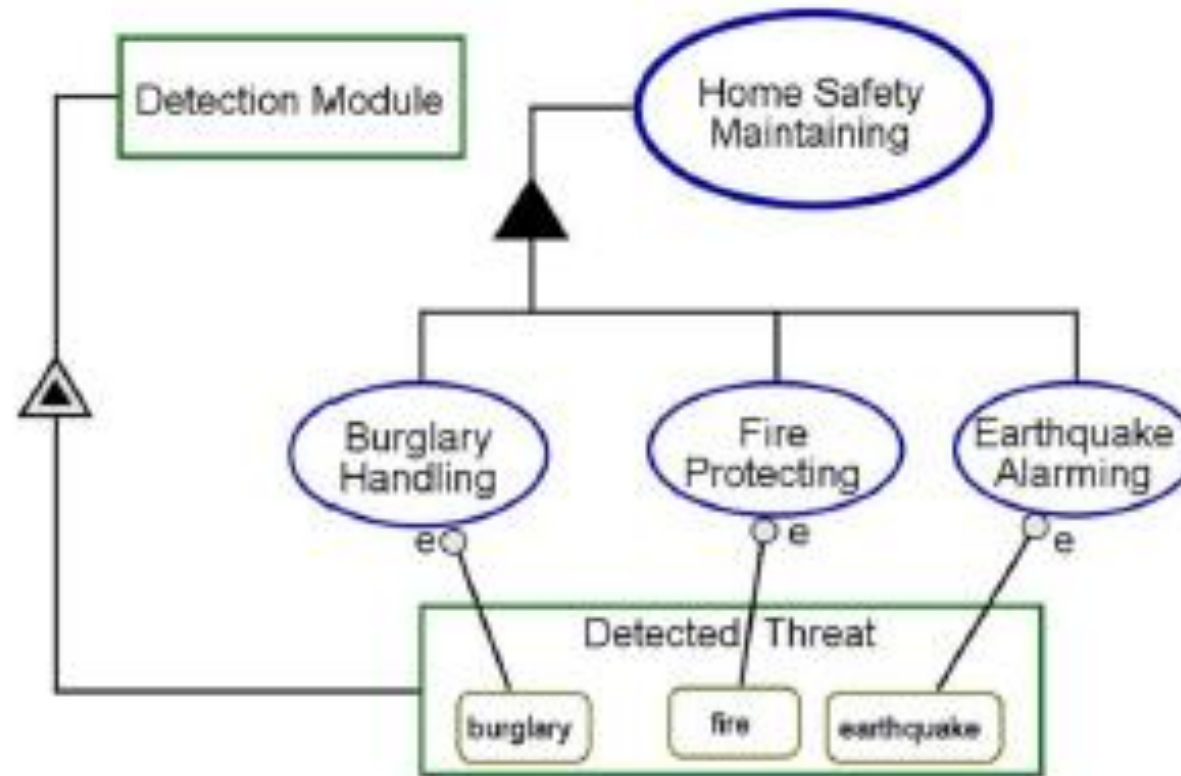 Detection Module
Home Safety
Maintaining
Burglary
Handling
Fire
Protecting
Earthquake
Alarming
e
e
e
Detected Threat
burglary
fire
earthquake